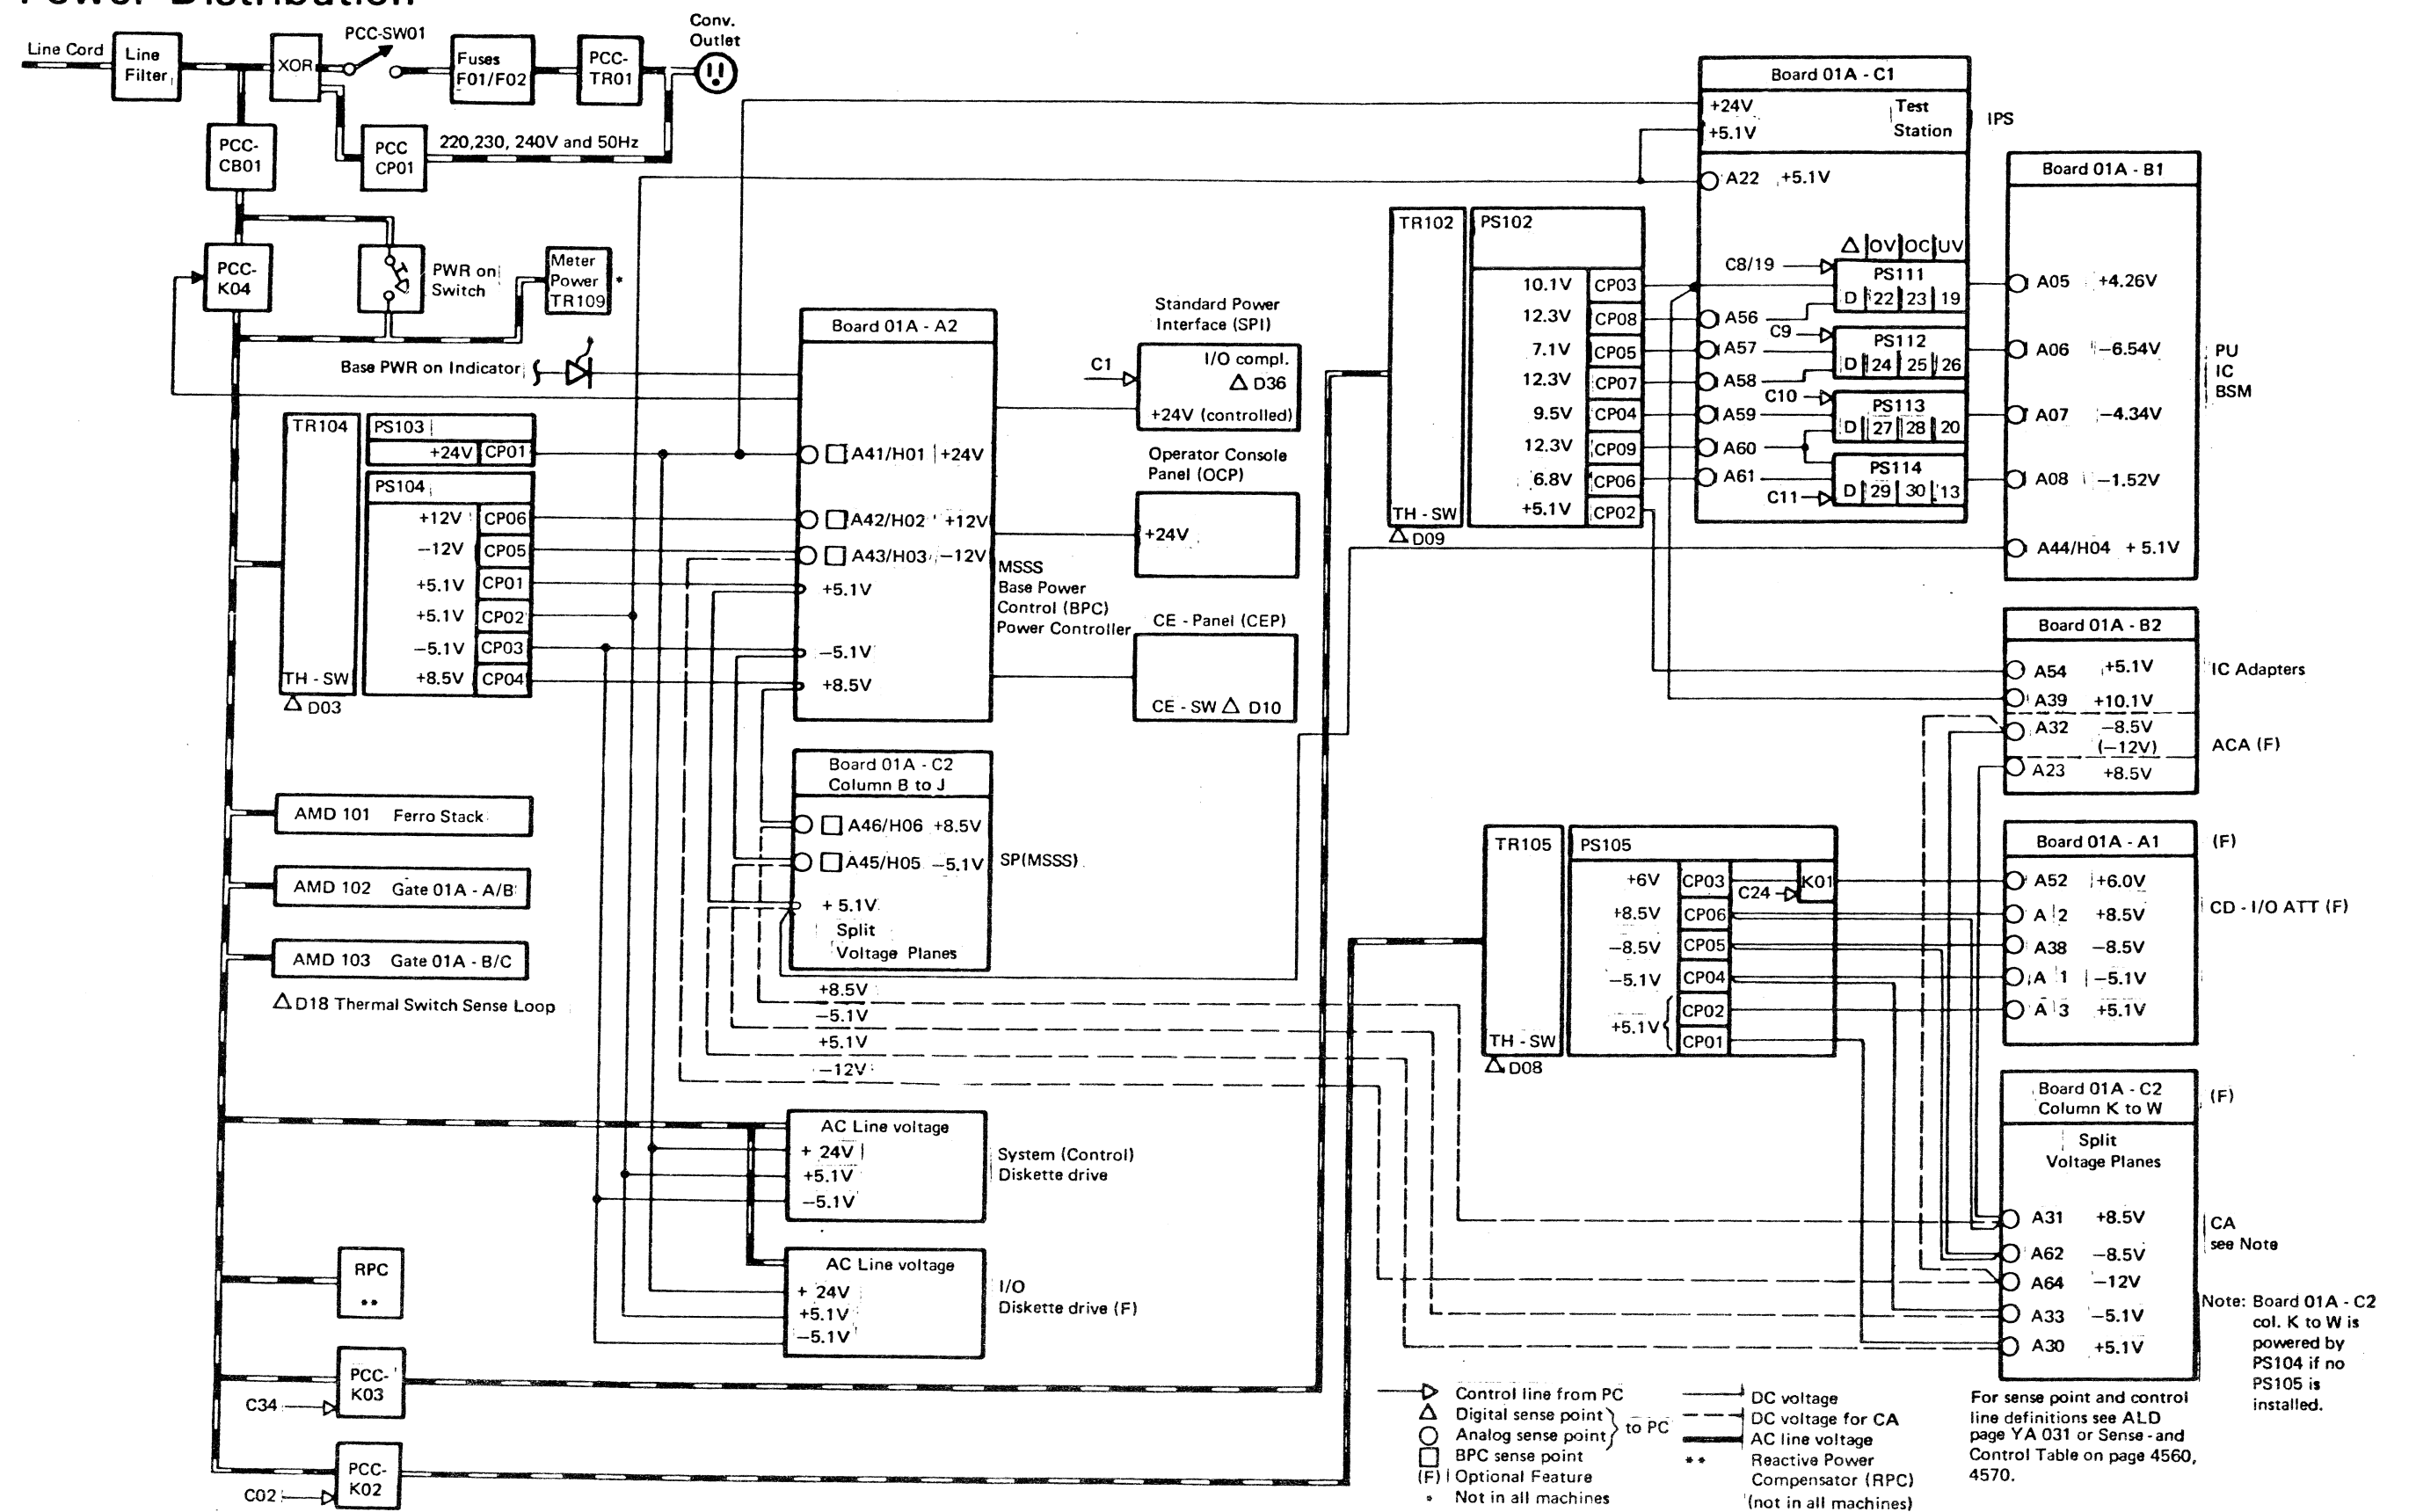 Power Distribution
Line Cord
Line
Filter
XOR
PCC-SW01
Fuses
F01/F02
PCC-
TR01
Conv.
Outlet
PCC-
CB01
PCC
CP01
220,230, 240V and 50Hz
PCC-
K04
PWR on
Switch
Meter
Power
TR109
*
Base PWR on Indicator
TR104
TH - SW
D03
PS103
+24V CP01
PS104
+12V CP06
−12V CP05
+5.1V CP01
+5.1V CP02
−5.1V CP03
+8.5V CP04
AMD 101 Ferro Stack
AMD 102 Gate 01A - A/B
AMD 103 Gate 01A - B/C
D18 Thermal Switch Sense Loop
RPC
**
PCC-
K03
C34
PCC-
K02
C02
Board 01A - A2
A41/H01 +24V
A42/H02 +12V
A43/H03 −12V
+5.1V
−5.1V
+8.5V
MSSS
Base Power
Control (BPC)
Power Controller
Board 01A - C2
Column B to J
A46/H06 +8.5V
A45/H05 −5.1V
+ 5.1V
Split
Voltage Planes
SP(MSSS)
+8.5V
−5.1V
+5.1V
−12V
AC Line voltage
+ 24V
+5.1V
−5.1V
System (Control)
Diskette drive
AC Line voltage
+ 24V
+5.1V
−5.1V
I/O
Diskette drive (F)
Standard Power
Interface (SPI)
C1
I/O compl.
D36
+24V (controlled)
Operator Console
Panel (OCP)
+24V
CE - Panel (CEP)
CE - SW D10
TR102
TH - SW
D09
PS102
10.1V CP03
12.3V CP08
7.1V CP05
12.3V CP07
9.5V CP04
12.3V CP09
6.8V CP06
+5.1V CP02
Board 01A - C1
+24V
+5.1V
Test
Station
IPS
A22 +5.1V
OV OC UV
C8/19
PS111
D 22 23 19
A56
C9
PS112
A57
D 24 25 26
A58
C10
PS113
A59
D 27 28 20
A60
PS114
A61
D 29 30 13
C11
Board 01A - B1
A05 +4.26V
A06 −6.54V
A07 −4.34V
A08 −1.52V
A44/H04 + 5.1V
PU
IC
BSM
Board 01A - B2
A54 +5.1V
A39 +10.1V
A32 −8.5V
(−12V)
A23 +8.5V
IC Adapters
ACA (F)
TR105
TH - SW
D08
PS105
+6V CP03
C24
K01
+8.5V CP06
−8.5V CP05
−5.1V CP04
CP02
+5.1V
CP01
Board 01A - A1
(F)
A52 +6.0V
A 2 +8.5V
A38 −8.5V
A 1 −5.1V
A 3 +5.1V
CD - I/O ATT (F)
Board 01A - C2
Column K to W
(F)
Split
Voltage Planes
A31 +8.5V
A62 −8.5V
A64 −12V
A33 −5.1V
A30 +5.1V
CA
see Note
Note: Board 01A - C2
col. K to W is
powered by
PS104 if no
PS105 is
installed.
Control line from PC
Digital sense point
Analog sense point
to PC
BPC sense point
(F) Optional Feature
* Not in all machines
DC voltage
DC voltage for CA
AC line voltage
** Reactive Power
Compensator (RPC)
(not in all machines)
For sense point and control
line definitions see ALD
page YA 031 or Sense - and
Control Table on page 4560,
4570.